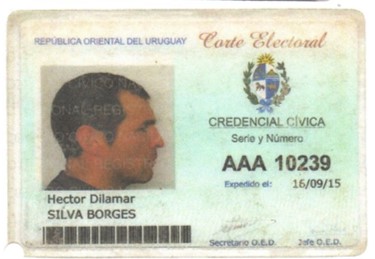 REPÚBLICA ORIENTAL DEL URUGUAY
Corte Electoral
CREDENCIAL CÍVICA
Serie y Número
AAA 10239
Expedido el: 16/09/15
Hector Dilamar
SILVA BORGES
Secretario O.E.D. Jefe O.E.D.